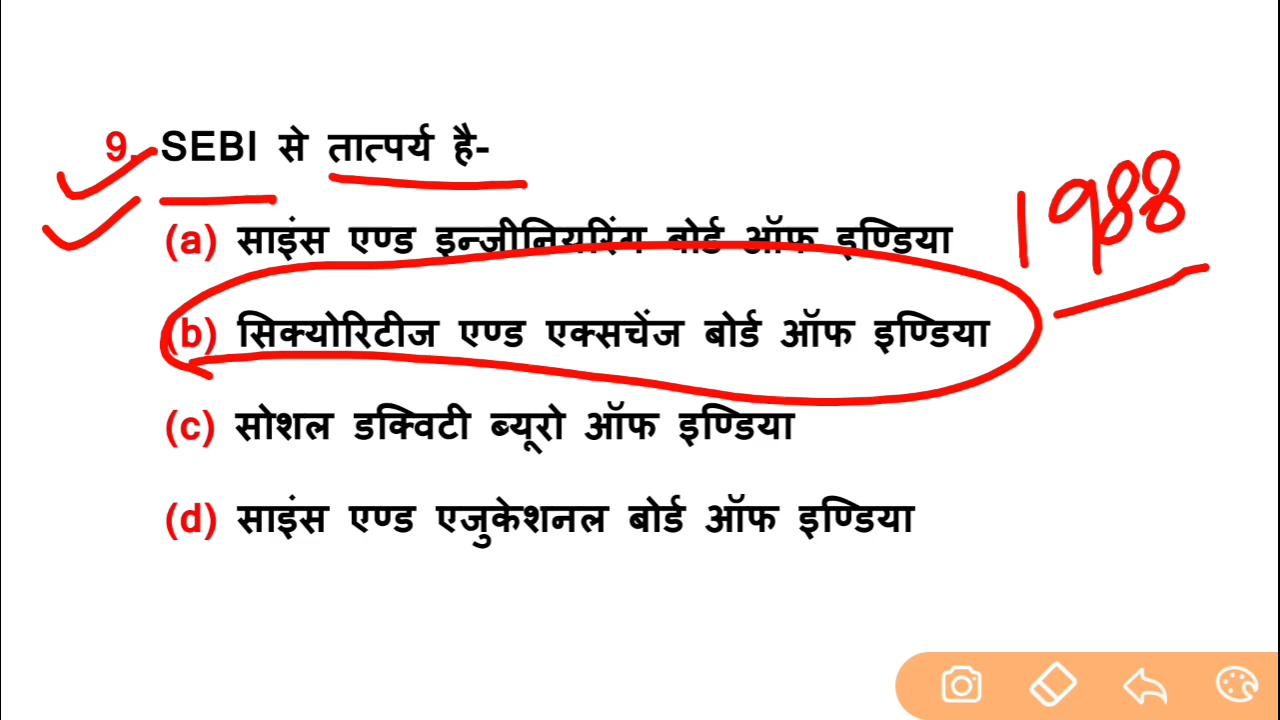 9. SEBI से तात्पर्य है-
(a) साइंस एण्ड इन्जीनियरिंग बोर्ड ऑफ इण्डिया
1988
(b) सिक्योरिटीज एण्ड एक्सचेंज बोर्ड ऑफ इण्डिया
(c) सोशल डक्विटी ब्यूरो ऑफ इण्डिया
(d) साइंस एण्ड एजुकेशनल बोर्ड ऑफ इण्डिया